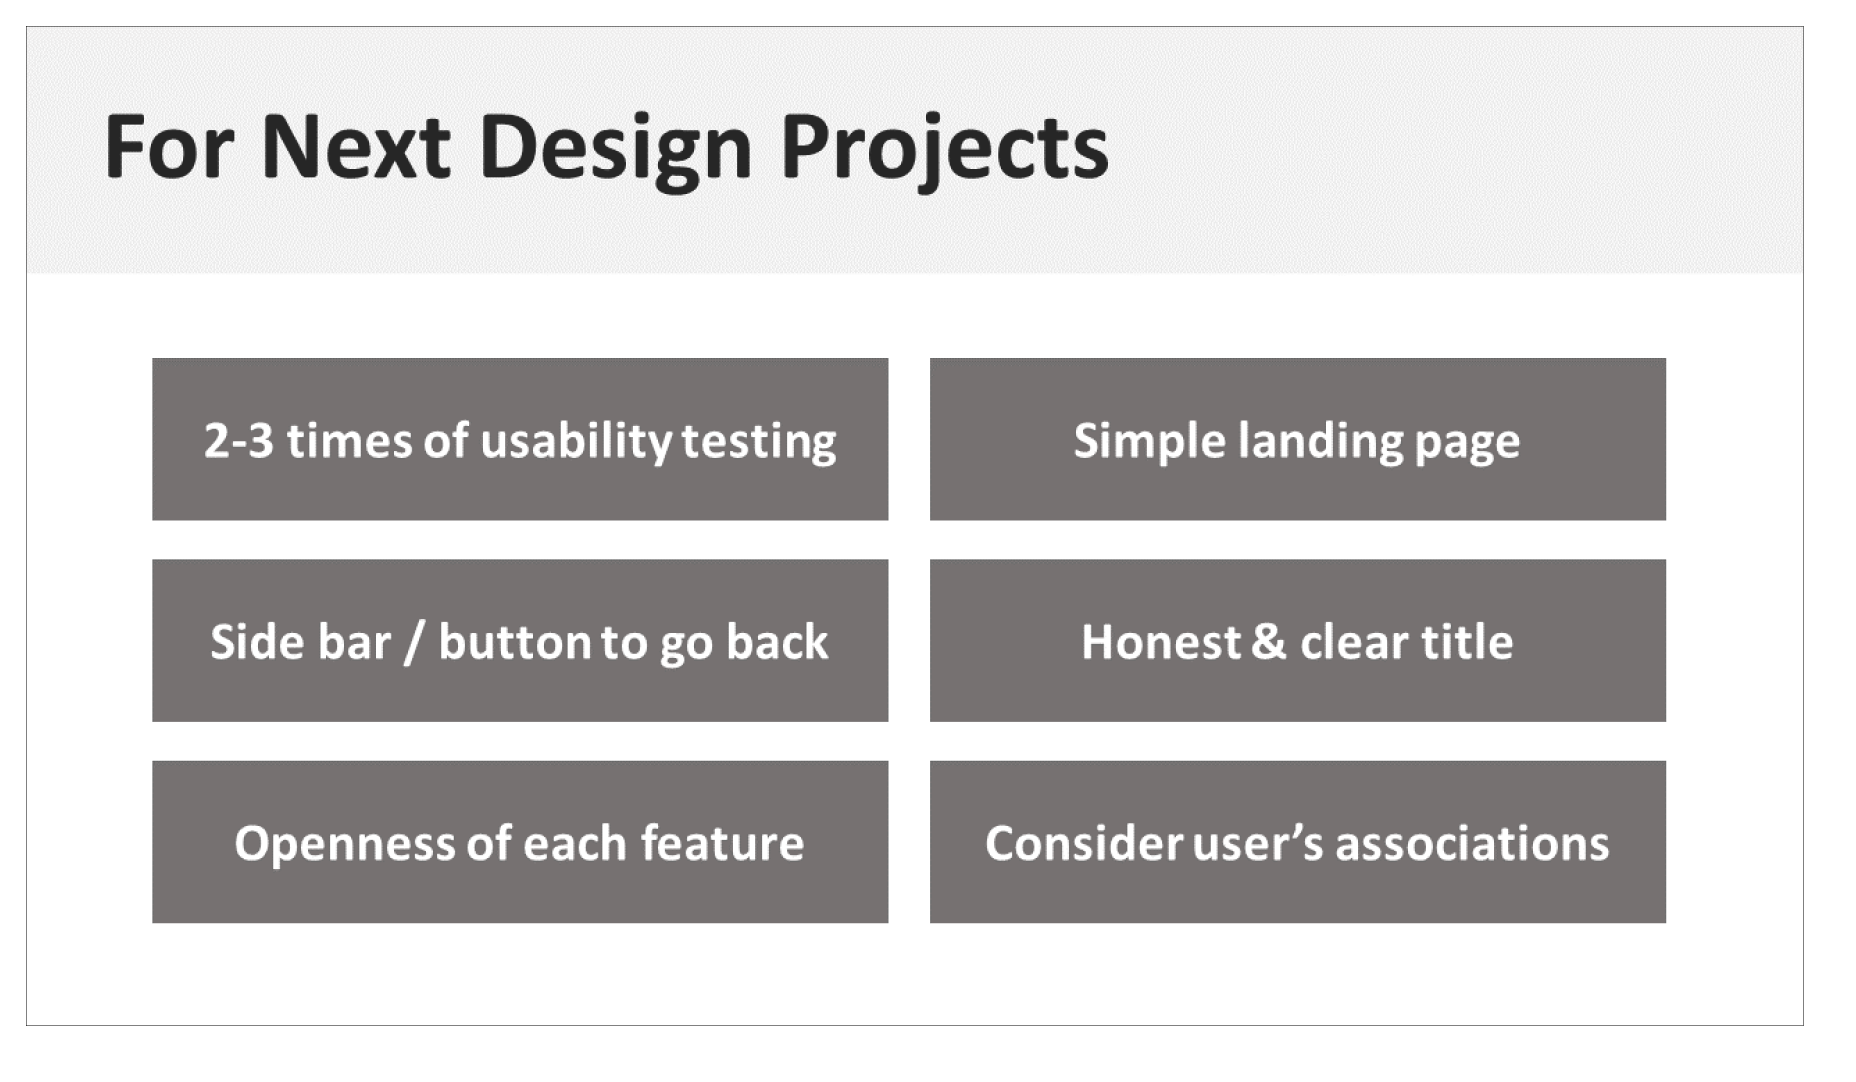 For Next Design Projects
2-3 times of usability testing
Simple landing page
Side bar / button to go back
Honest & clear title
Openness of each feature
Consider user’s associations